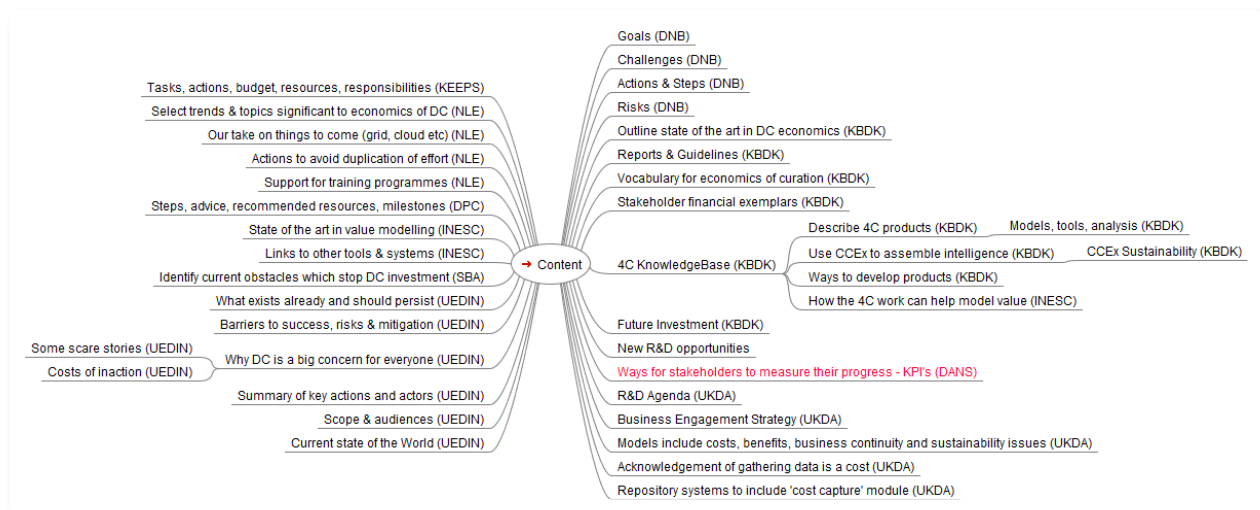 Tasks, actions, budget, resources, responsibilities (KEEPS)
Select trends & topics significant to economics of DC (NLE)
Our take on things to come (grid, cloud etc) (NLE)
Actions to avoid duplication of effort (NLE)
Support for training programmes (NLE)
Steps, advice, recommended resources, milestones (DPC)
State of the art in value modelling (INESC)
Links to other tools & systems (INESC)
Identify current obstacles which stop DC investment (SBA)
What exists already and should persist (UEDIN)
Barriers to success, risks & mitigation (UEDIN)
Some scare stories (UEDIN)
Costs of inaction (UEDIN)
Why DC is a big concern for everyone (UEDIN)
Summary of key actions and actors (UEDIN)
Scope & audiences (UEDIN)
Current state of the World (UEDIN)
Content
Goals (DNB)
Challenges (DNB)
Actions & Steps (DNB)
Risks (DNB)
Outline state of the art in DC economics (KBDK)
Reports & Guidelines (KBDK)
Vocabulary for economics of curation (KBDK)
Stakeholder financial exemplars (KBDK)
4C KnowledgeBase (KBDK)
Describe 4C products (KBDK)
Models, tools, analysis (KBDK)
Use CCEx to assemble intelligence (KBDK)
CCEx Sustainability (KBDK)
Ways to develop products (KBDK)
How the 4C work can help model value (INESC)
Future Investment (KBDK)
New R&D opportunities
Ways for stakeholders to measure their progress - KPI's (DANS)
R&D Agenda (UKDA)
Business Engagement Strategy (UKDA)
Models include costs, benefits, business continuity and sustainability issues (UKDA)
Acknowledgement of gathering data is a cost (UKDA)
Repository systems to include 'cost capture' module (UKDA)